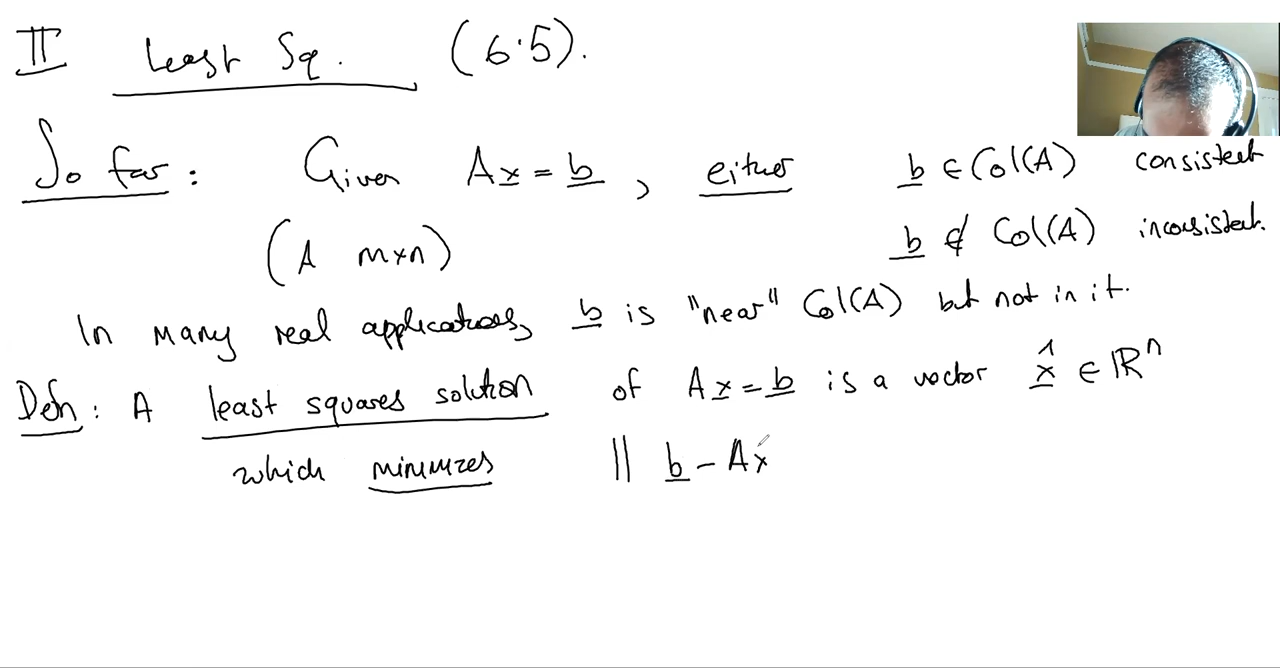 II Least Sq. (6.5).
So far: Given Ax = b, either b ∈ Col(A) consistent
(A m×n) b ∉ Col(A) inconsistent.
In many real applications, b is "near" Col(A) but not in it.
Defn: A least squares solution of Ax = b is a vector x̂ ∈ ℝⁿ
which minimizes || b - Ax